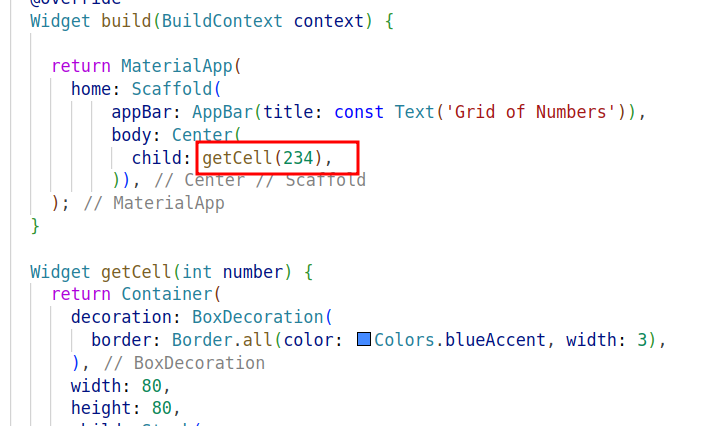 @override
Widget build(BuildContext context) {
return MaterialApp(
home: Scaffold(
appBar: AppBar(title: const Text('Grid of Numbers')),
body: Center(
child: getCell(234),
)), // Center // Scaffold
); // MaterialApp
}
Widget getCell(int number) {
return Container(
decoration: BoxDecoration(
border: Border.all(color: Colors.blueAccent, width: 3),
), // BoxDecoration
width: 80,
height: 80,
child: Stack(